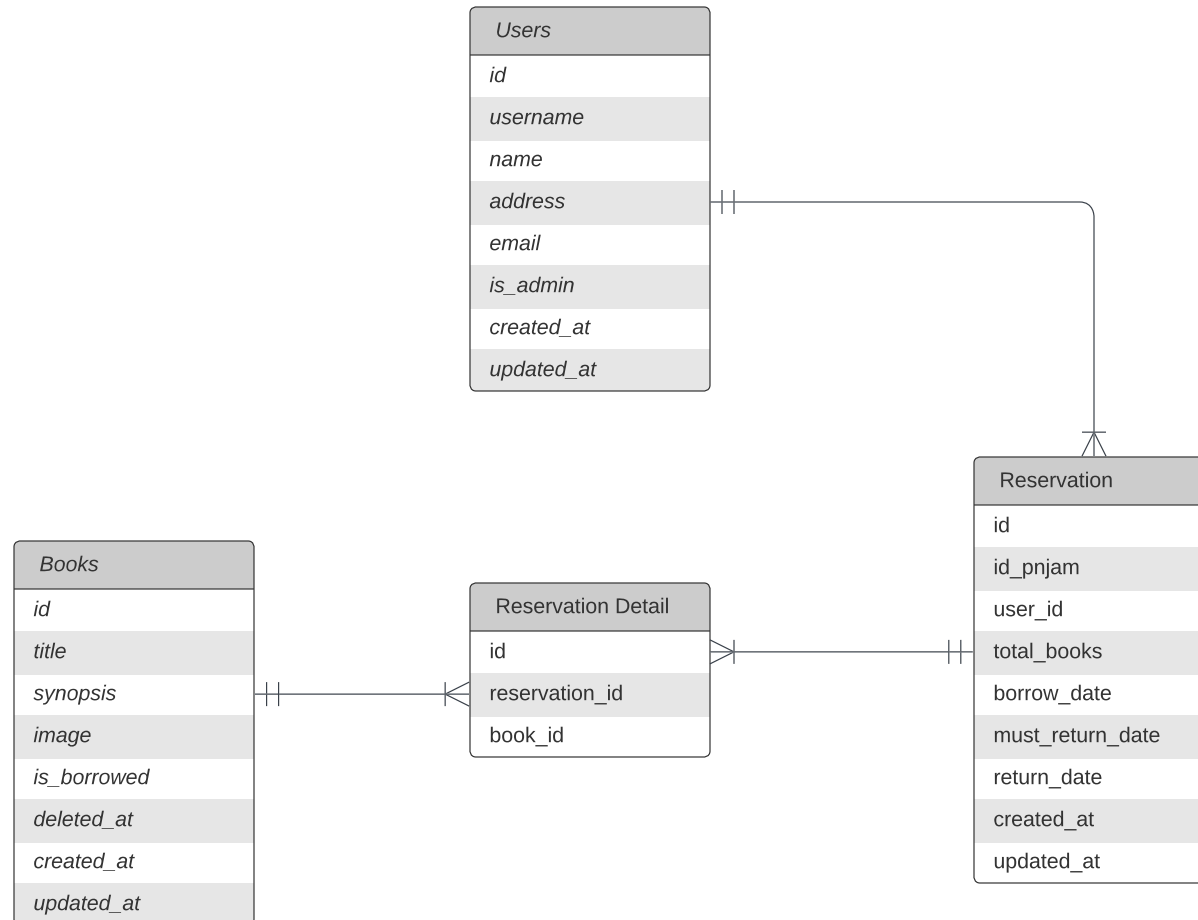 Users
id
username
name
address
email
is_admin
created_at
updated_at
Reservation
id
id_pnjam
user_id
total_books
borrow_date
must_return_date
return_date
created_at
updated_at
Books
id
title
synopsis
image
is_borrowed
deleted_at
created_at
updated_at
Reservation Detail
id
reservation_id
book_id